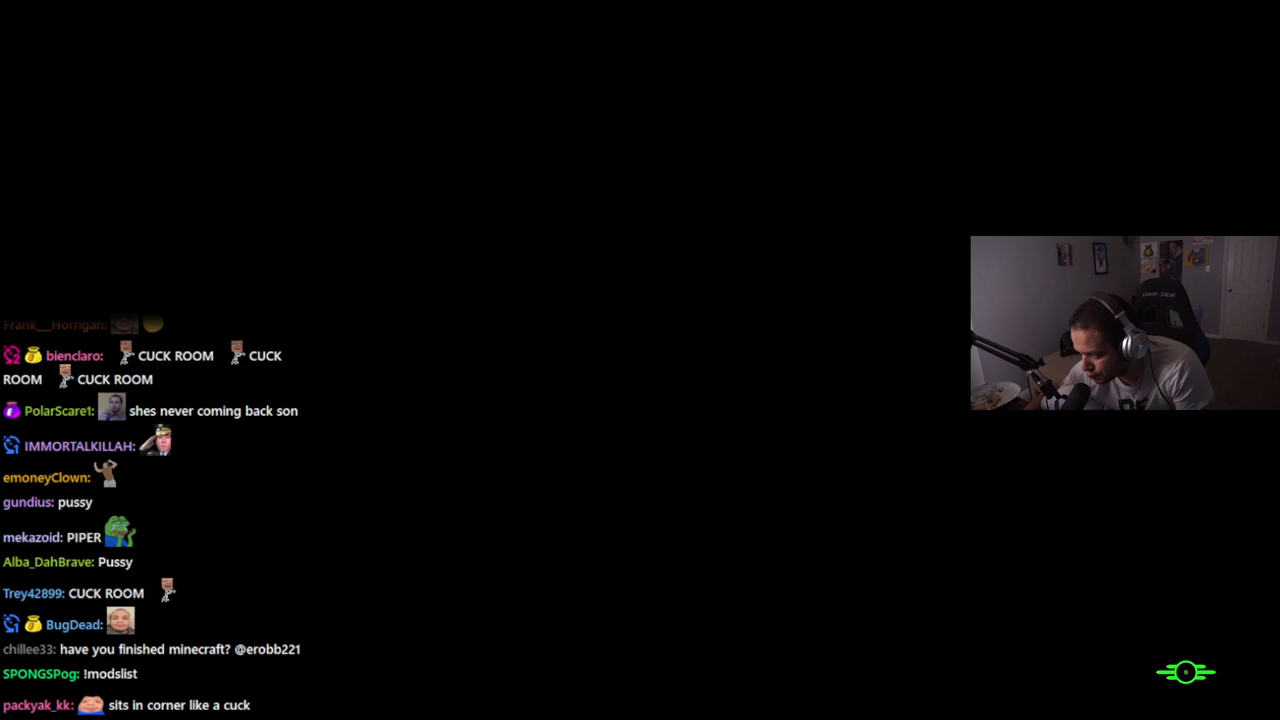 Frank__Horrigan:
bienclaro: CUCK ROOM CUCK
ROOM CUCK ROOM
PolarScare1: shes never coming back son
IMMORTALKILLAH:
emoneyClown:
gundius: pussy
mekazoid: PIPER
Alba_DahBrave: Pussy
Trey42899: CUCK ROOM
BugDead:
chillee33: have you finished minecraft? @erobb221
SPONGSPog: !modslist
packyak_kk: sits in corner like a cuck